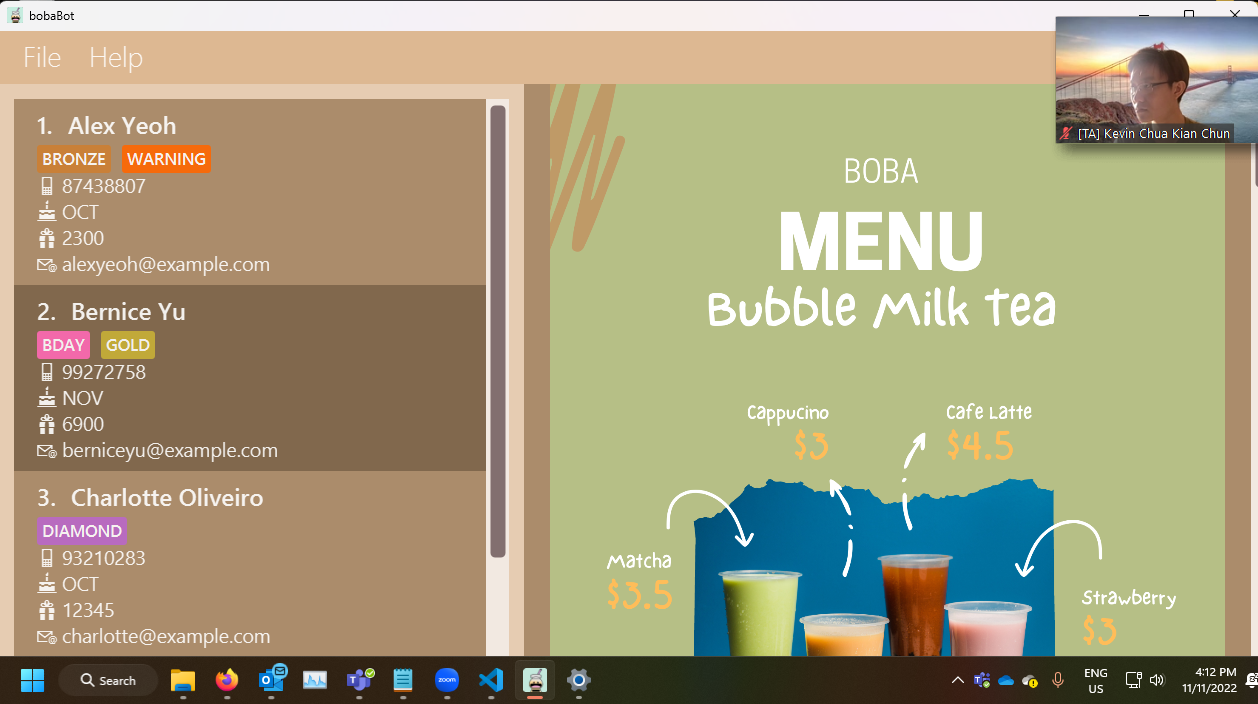 bobaBot
File Help
[TA] Kevin Chua Kian Chun
1. Alex Yeoh
BRONZE WARNING
87438807
OCT
2300
alexyeoh@example.com
2. Bernice Yu
BDAY GOLD
99272758
NOV
6900
berniceyu@example.com
3. Charlotte Oliveiro
DIAMOND
93210283
OCT
12345
charlotte@example.com
BOBA
MENU
Bubble Milk Tea
Cappucino
$3
Cafe Latte
$4.5
Matcha
$3.5
Strawberry
$3
Search
zoom
ENG
US
4:12 PM
11/11/2022